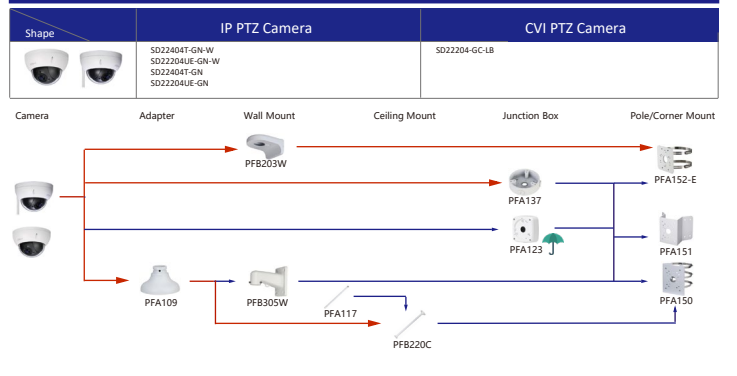 Shape
IP PTZ Camera
CVI PTZ Camera
SD22404T-GN-W
SD22204UE-GN-W
SD22404T-GN
SD22204UE-GN
SD22204-GC-LB
Camera
Adapter
Wall Mount
Ceiling Mount
Junction Box
Pole/Corner Mount
PFB203W
PFA152-E
PFA137
PFA123
PFA151
PFA109
PFB305W
PFA117
PFA150
PFB220C